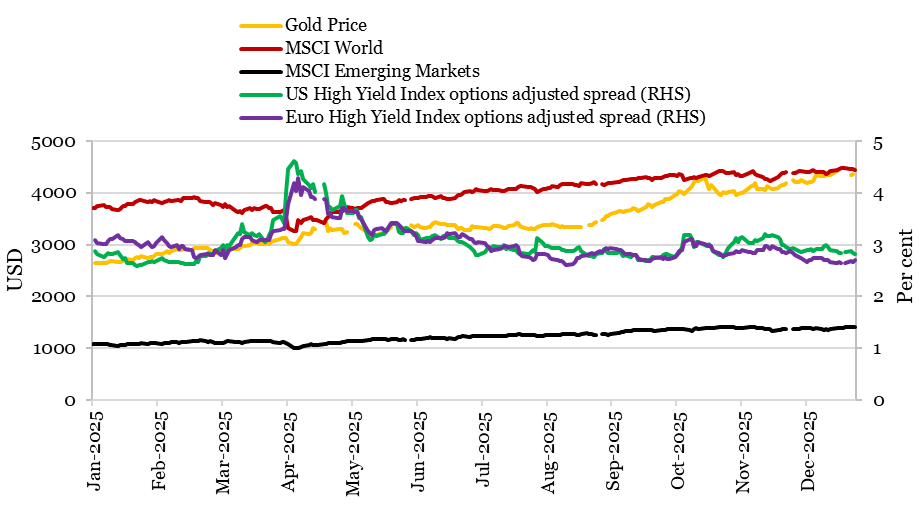 Gold Price
MSCI World
MSCI Emerging Markets
US High Yield Index options adjusted spread (RHS)
Euro High Yield Index options adjusted spread (RHS)
5000
4000
3000
2000
1000
0
USD
5
4
3
2
1
0
Per cent
Jan-2025
Feb-2025
Mar-2025
Apr-2025
May-2025
Jun-2025
Jul-2025
Aug-2025
Sep-2025
Oct-2025
Nov-2025
Dec-2025